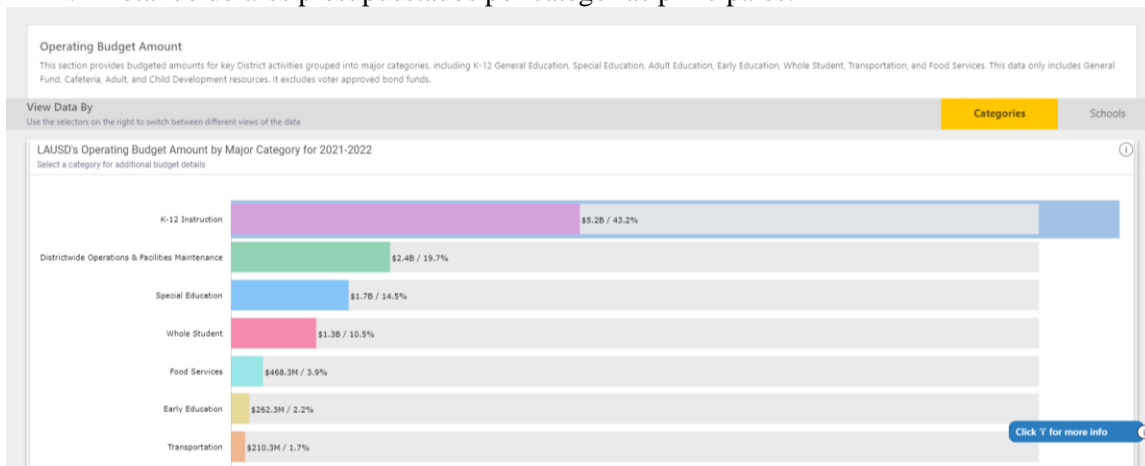 Operating Budget Amount
This section provides budgeted amounts for key District activities grouped into major categories, including K-12 General Education, Special Education, Adult Education, Early Education, Whole Student, Transportation, and Food Services. This data only includes General
Fund, Cafeteria, Adult, and Child Development resources. It excludes voter approved bond funds.
View Data By
Use the selectors on the right to switch between different views of the data
Categories
Schools
LAUSD's Operating Budget Amount by Major Category for 2021-2022
Select a category for additional budget details
K-12 Instruction
$5.2B / 43.2%
Districtwide Operations & Facilities Maintenance
$2.4B / 19.7%
Special Education
$1.7B / 14.5%
Whole Student
$1.3B / 10.5%
Food Services
$468.3M / 3.9%
Early Education
$262.3M / 2.2%
Transportation
$210.3M / 1.7%
Click 'i' for more info